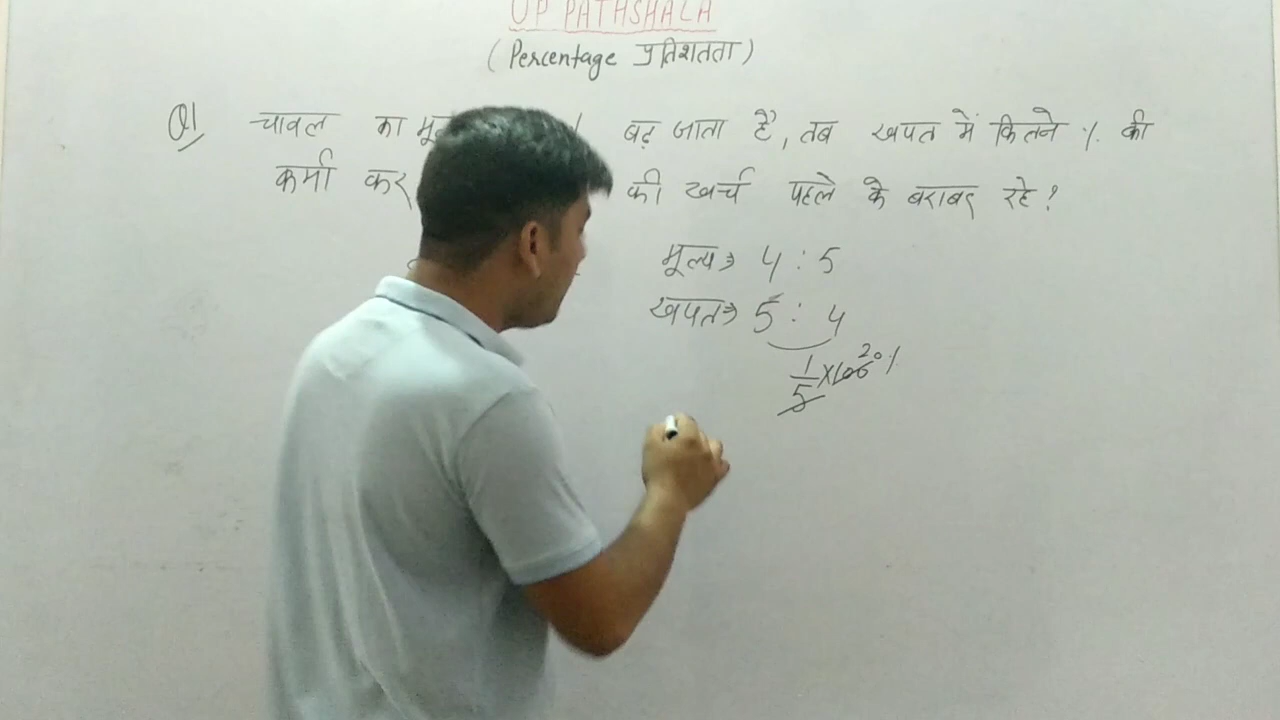 UP PATHSHALA
(Percentage प्रतिशतता)
Q1 चावल का मू % बढ़ जाता है, तब खपत में कितने % की
कमी कर की खर्च पहले के बराबर रहे?
मूल्य⇒ 4 : 5
खपत⇒ 5 : 4
1/5 × 100 20%